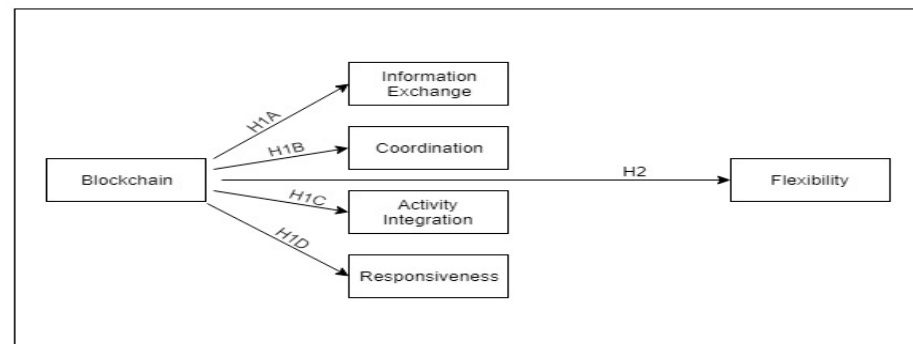 Information
Exchange
H1A
H1B
Coordination
Blockchain
H2
Flexibility
H1C
Activity
Integration
H1D
Responsiveness